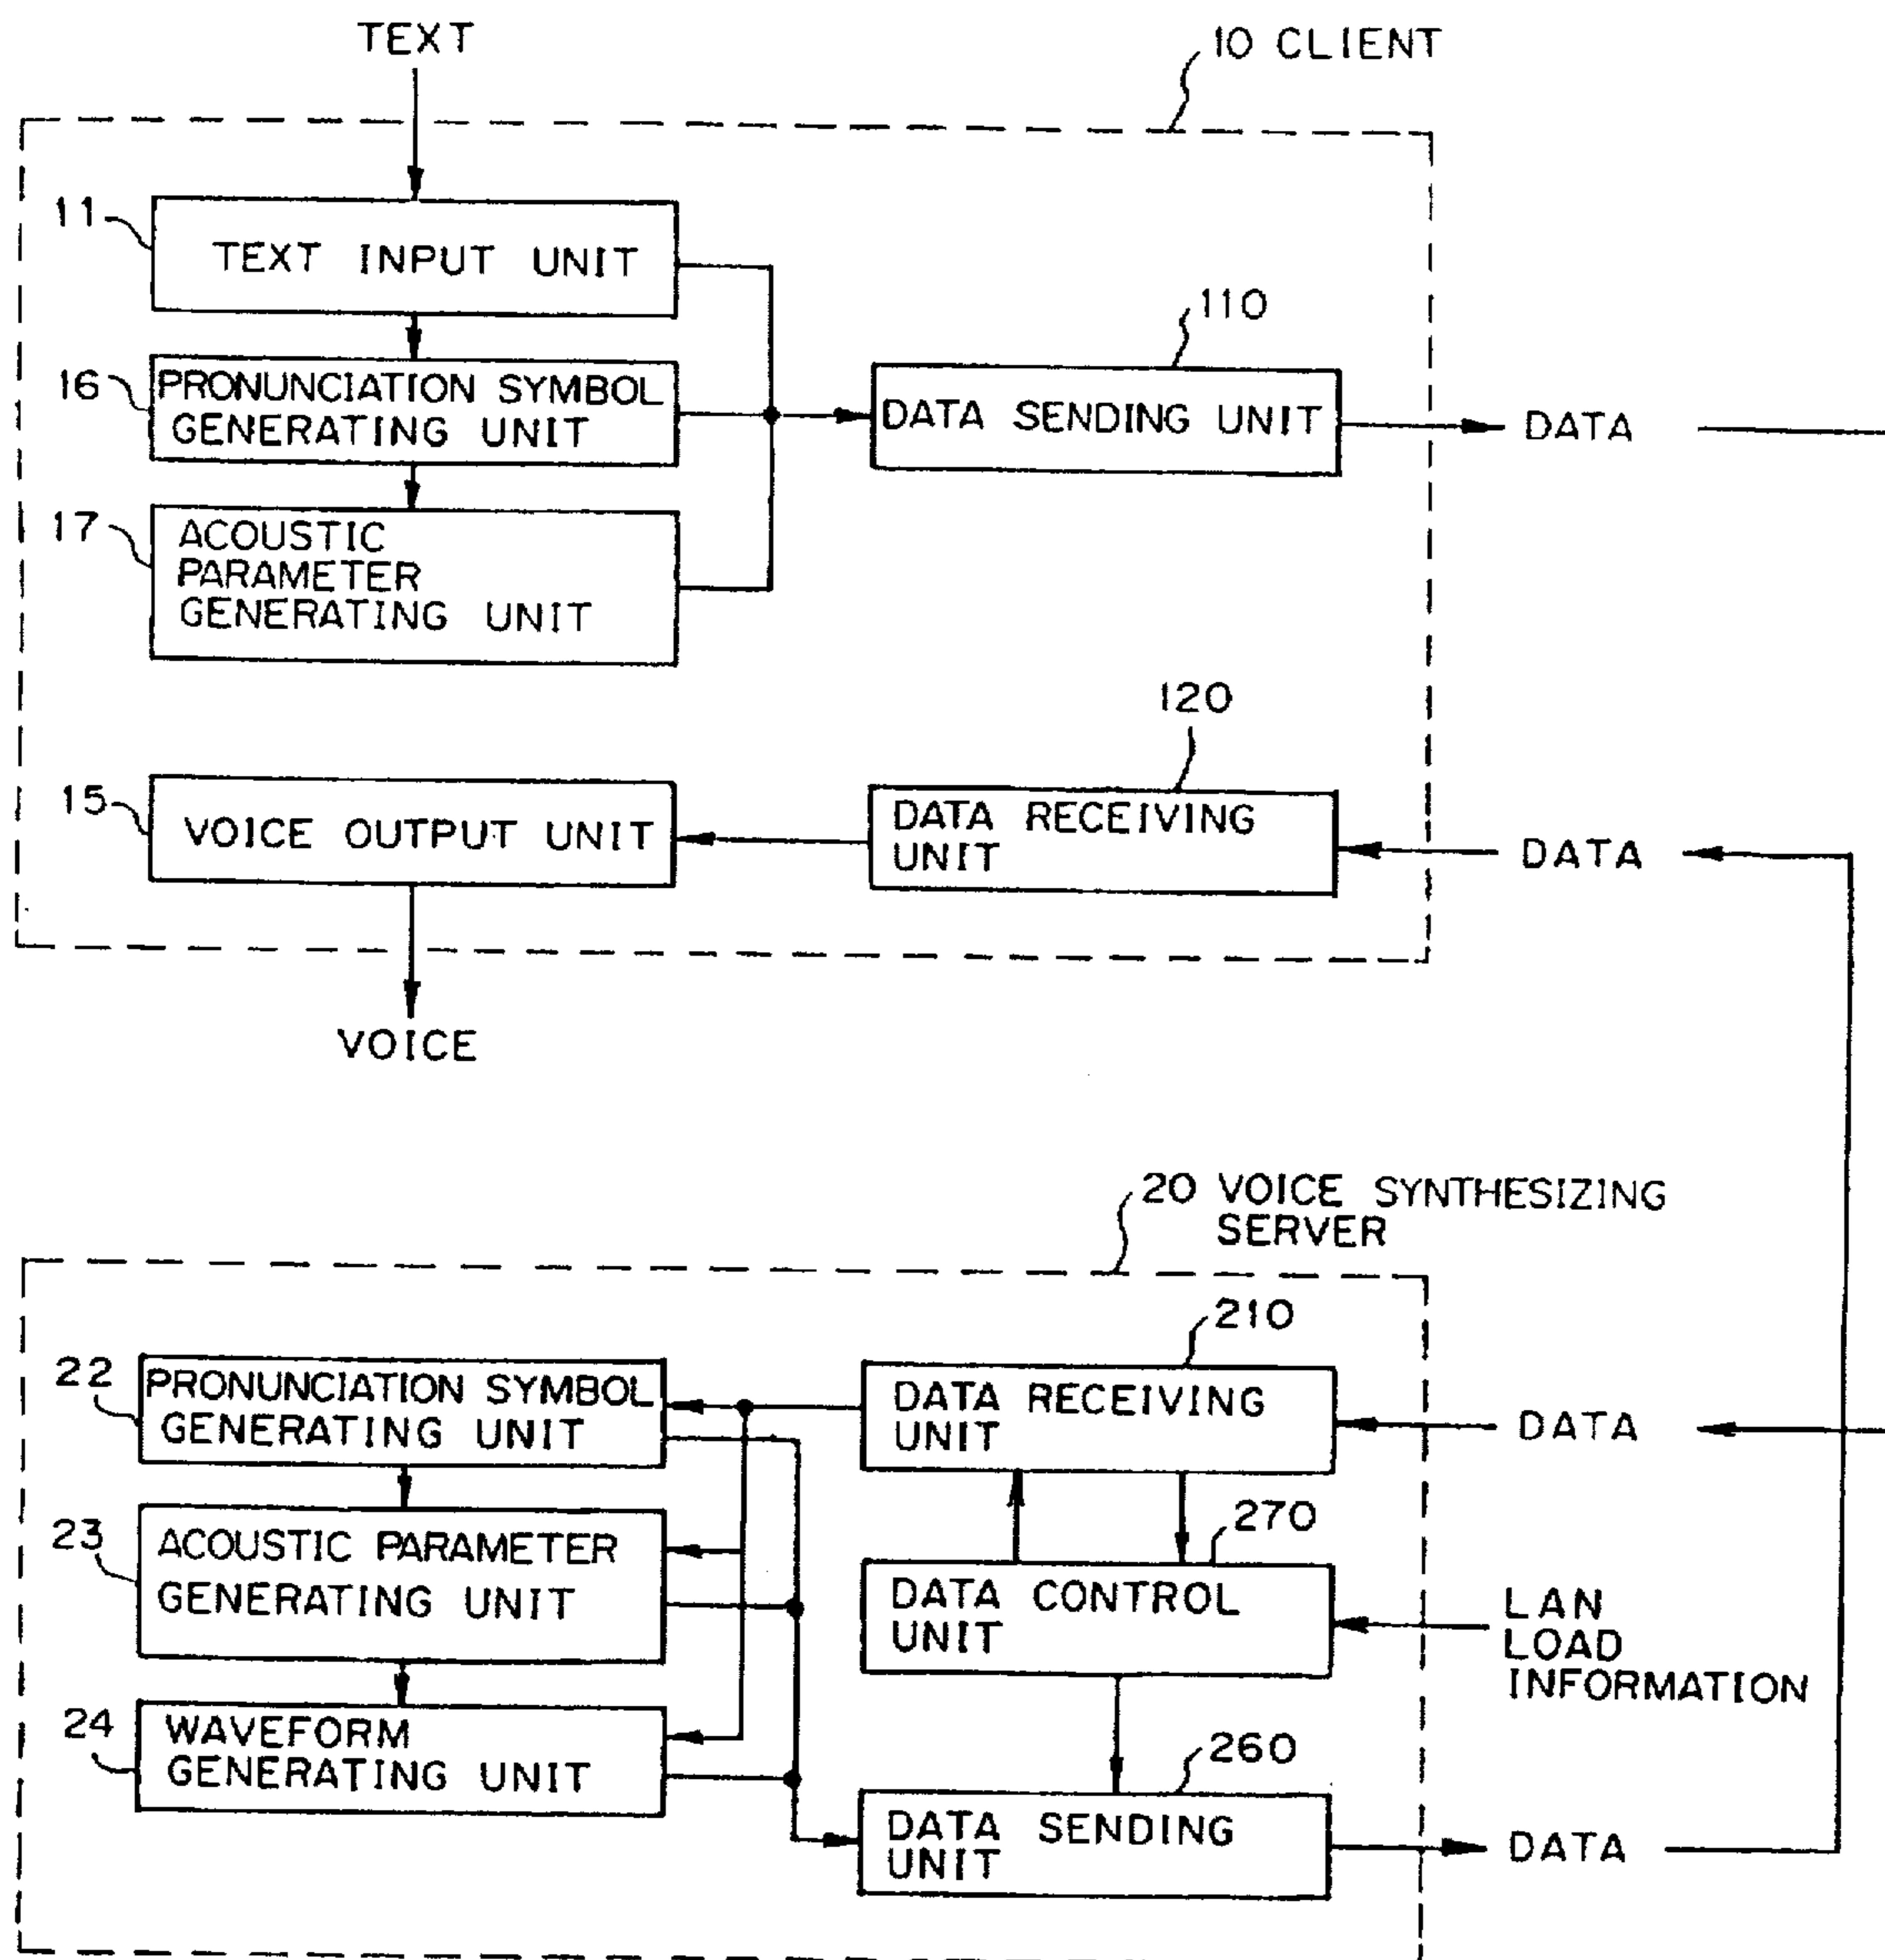 TEXT
10 CLIENT
11
TEXT INPUT UNIT
110
16
PRONUNCIATION SYMBOL
GENERATING UNIT
DATA SENDING UNIT
DATA
17
ACOUSTIC
PARAMETER
GENERATING UNIT
120
15
VOICE OUTPUT UNIT
DATA RECEIVING
UNIT
DATA
VOICE
20 VOICE SYNTHESIZING
SERVER
210
22
PRONUNCIATION SYMBOL
GENERATING UNIT
DATA RECEIVING
UNIT
DATA
270
23
ACOUSTIC PARAMETER
GENERATING UNIT
DATA CONTROL
UNIT
LAN
LOAD
INFORMATION
24
WAVEFORM
GENERATING UNIT
260
DATA SENDING
UNIT
DATA